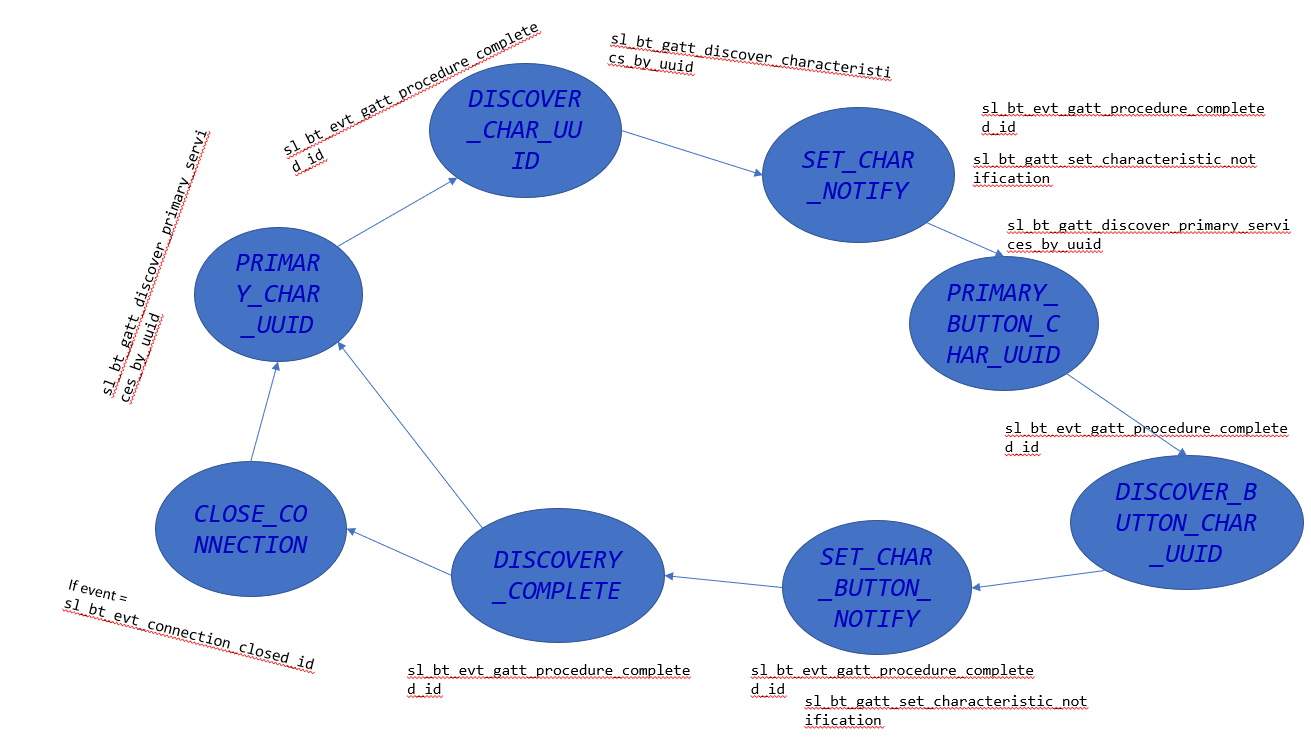 sl_bt_evt_gatt_procedure_complete
d_id
sl_bt_gatt_discover_characteristi
cs_by_uuid
DISCOVER
_CHAR_UU
ID
sl_bt_evt_gatt_procedure_complete
d_id
SET_CHAR
_NOTIFY
sl_bt_gatt_set_characteristic_not
ification
sl_bt_gatt_discover_primary_servi
ces_by_uuid
sl_bt_gatt_discover_primary_servi
ces_by_uuid
PRIMAR
Y_CHAR
_UUID
PRIMARY_
BUTTON_C
HAR_UUID
sl_bt_evt_gatt_procedure_complete
d_id
CLOSE_CO
NNECTION
DISCOVERY
_COMPLETE
SET_CHAR
_BUTTON_
NOTIFY
DISCOVER_B
UTTON_CHAR
_UUID
If event =
sl_bt_evt_connection_closed_id
sl_bt_evt_gatt_procedure_complete
d_id
sl_bt_evt_gatt_procedure_complete
d_id
sl_bt_gatt_set_characteristic_not
ification